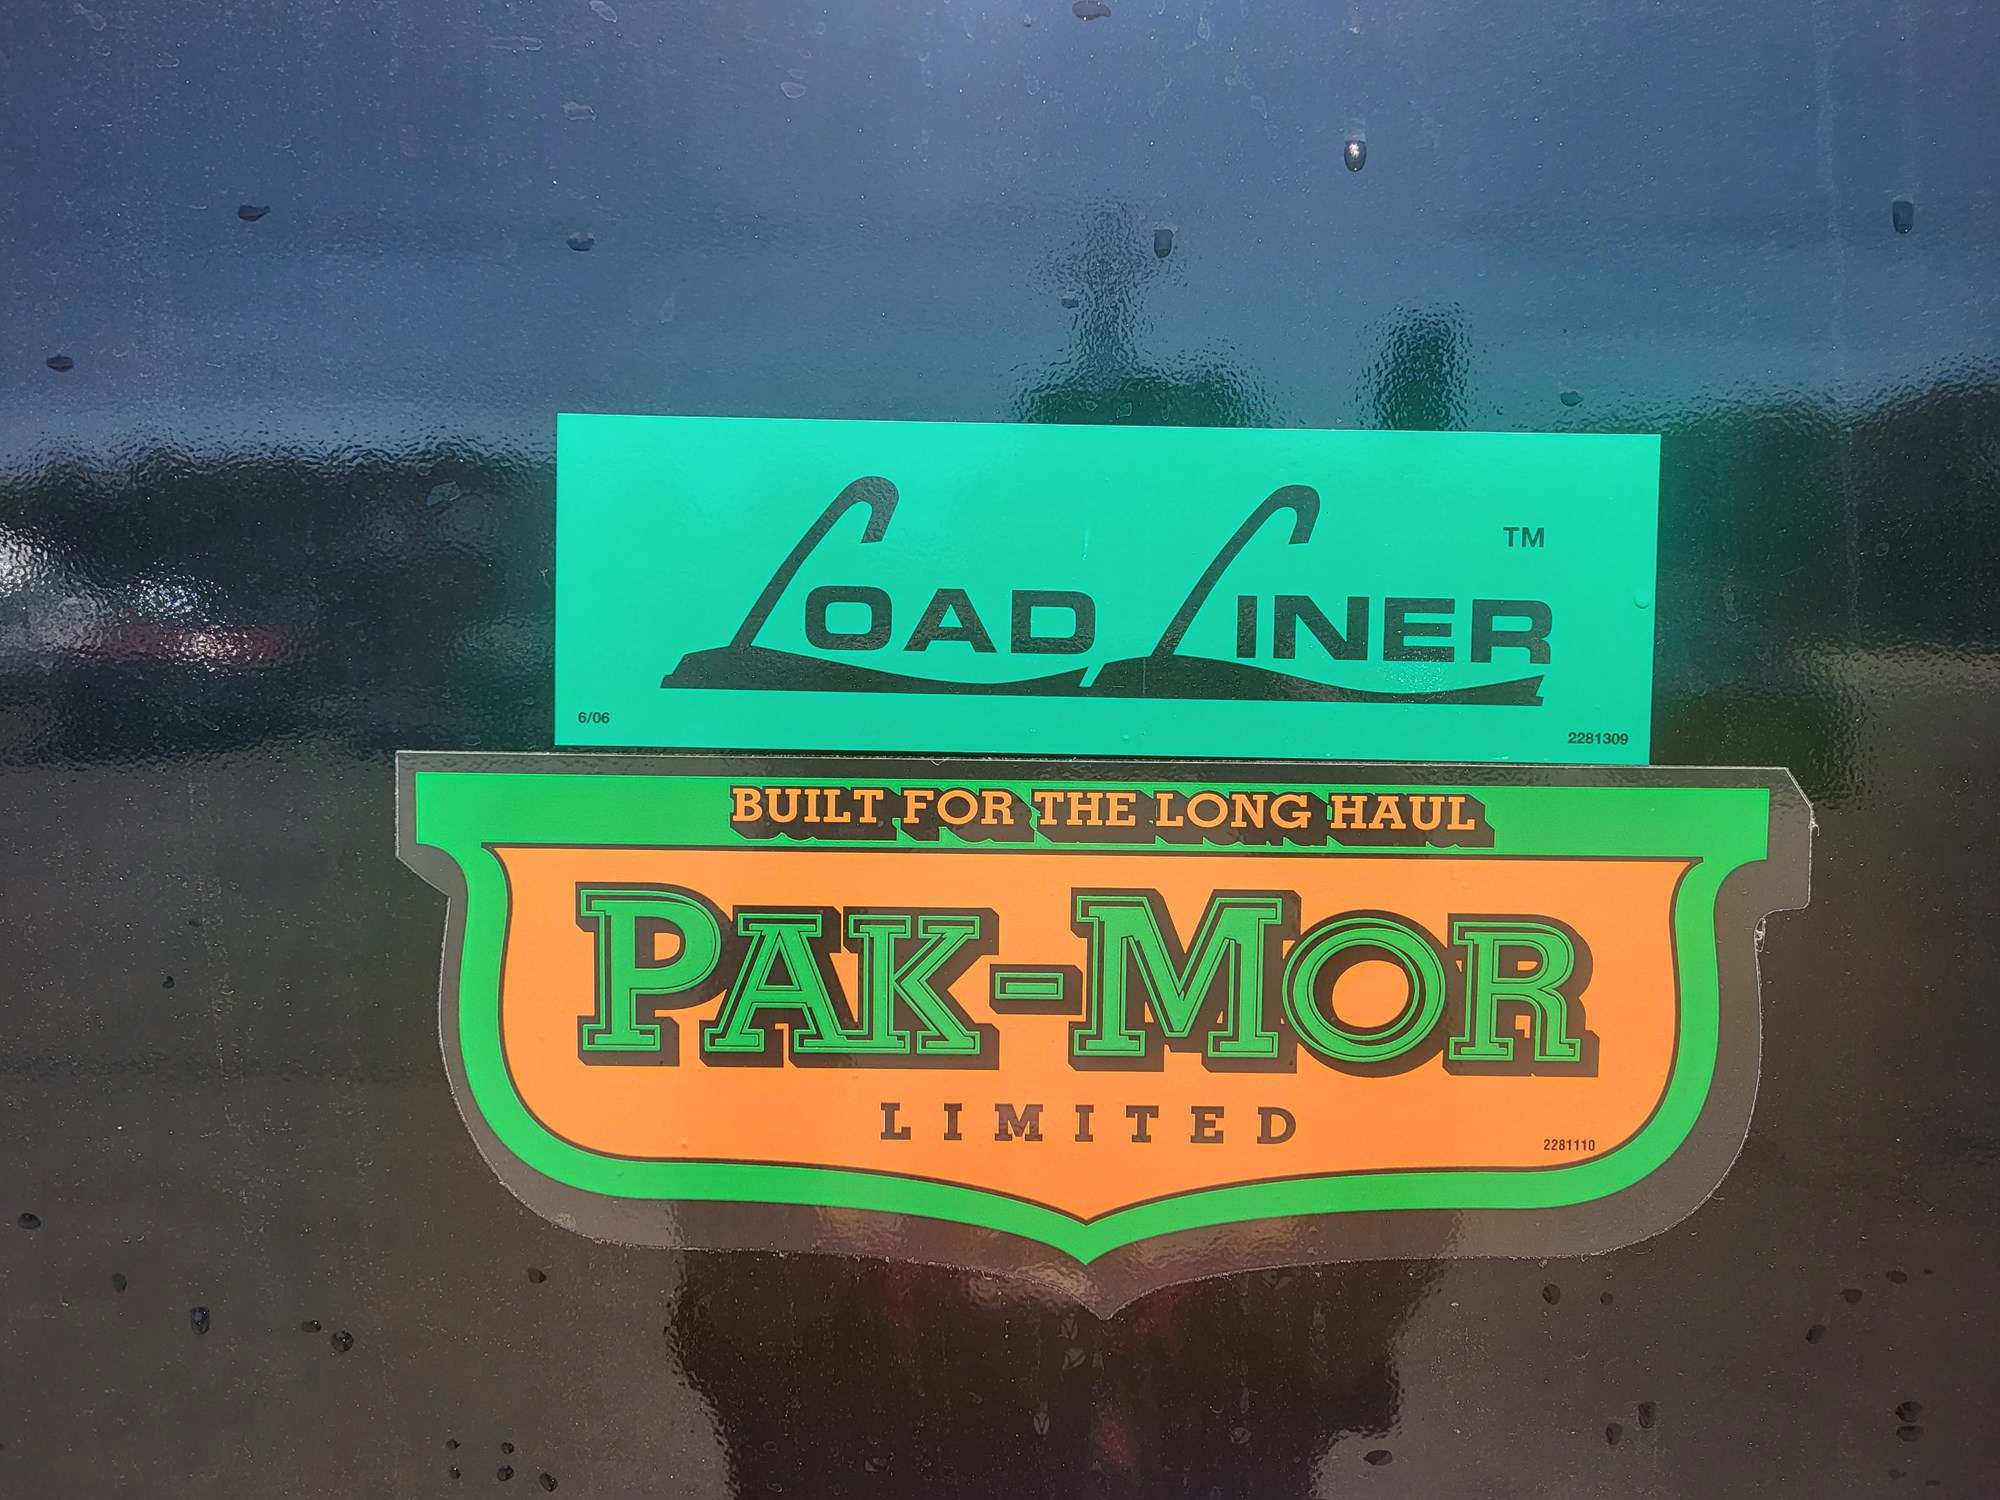 LOAD LINER TM
6/06 2281309
BUILT FOR THE LONG HAUL
PAK-MOR
LIMITED
2281110